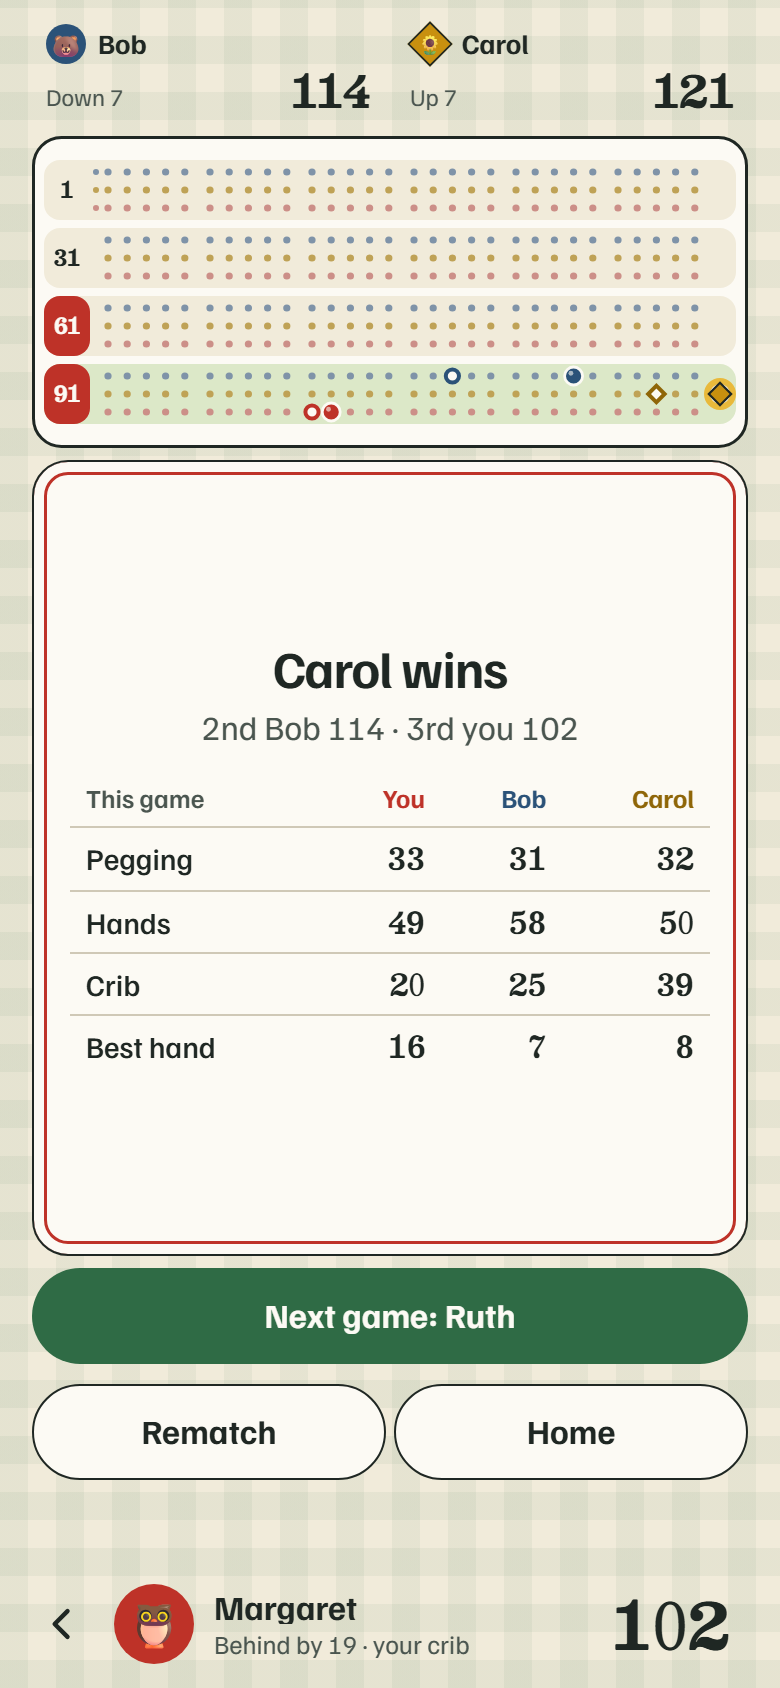 Bob
Down 7 114
Carol
Up 7 121
1
31
61
91
Carol wins
2nd Bob 114 · 3rd you 102
This game You Bob Carol
Pegging 33 31 32
Hands 49 58 50
Crib 20 25 39
Best hand 16 7 8
Next game: Ruth
Rematch Home
Margaret
Behind by 19 · your crib
102